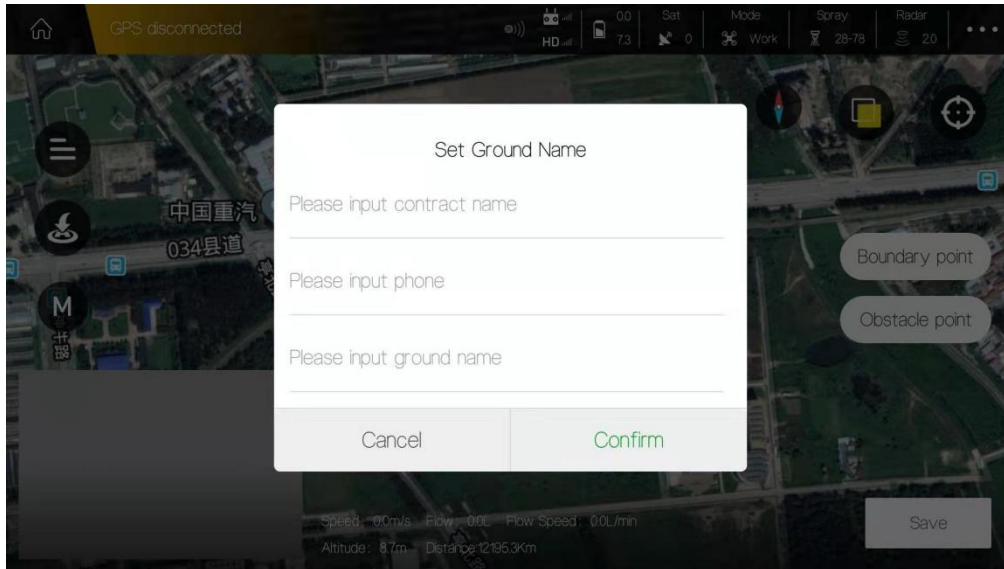 GPS disconnected
HD
0.0
7.3
Sat
0
Mode
Work
Spray
28-78
Radar
2.0
Set Ground Name
Please input contract name
Please input phone
Please input ground name
Cancel
Confirm
中国重汽
034县道
M
Boundary point
Obstacle point
Speed: 0.0m/s Flow: 0.0L Flow Speed: 0.0L/min
Altitude: 8.7m Distance:12195.3Km
Save